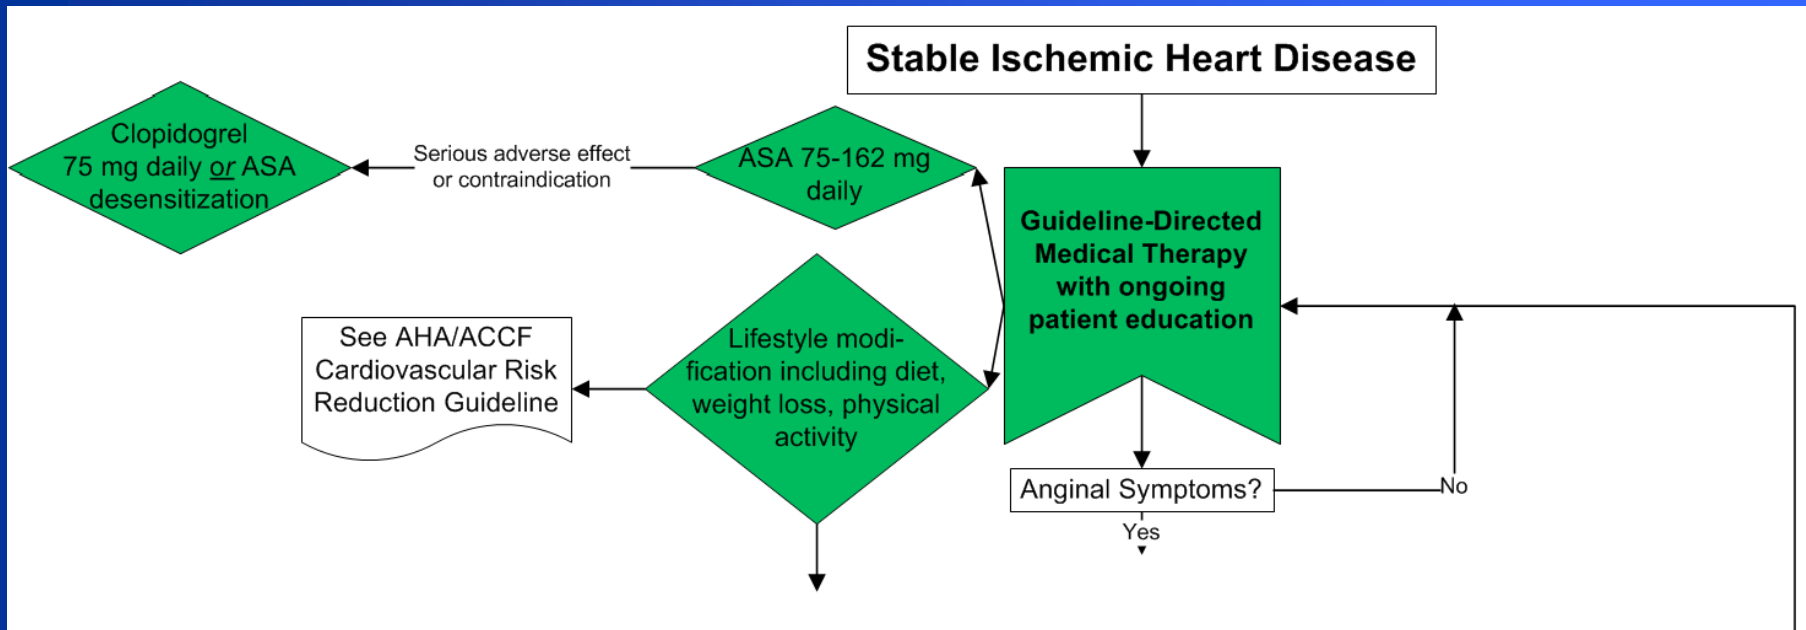 Stable Ischemic Heart Disease
Clopidogrel
75 mg daily or ASA
desensitization
Serious adverse effect
or contraindication
ASA 75-162 mg
daily
Guideline-Directed
Medical Therapy
with ongoing
patient education
See AHA/ACCF
Cardiovascular Risk
Reduction Guideline
Lifestyle modi-
fication including diet,
weight loss, physical
activity
Anginal Symptoms?
No
Yes